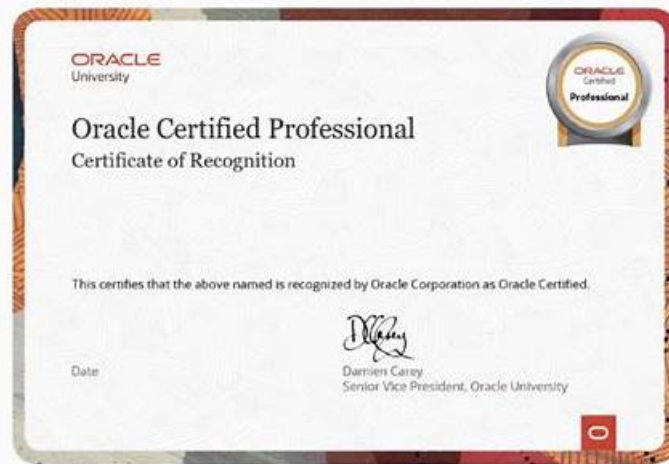 ORACLE
University
ORACLE
Certified
Professional
Oracle Certified Professional
Certificate of Recognition
This certifies that the above named is recognized by Oracle Corporation as Oracle Certified.
Date
Damien Carey
Senior Vice President, Oracle University